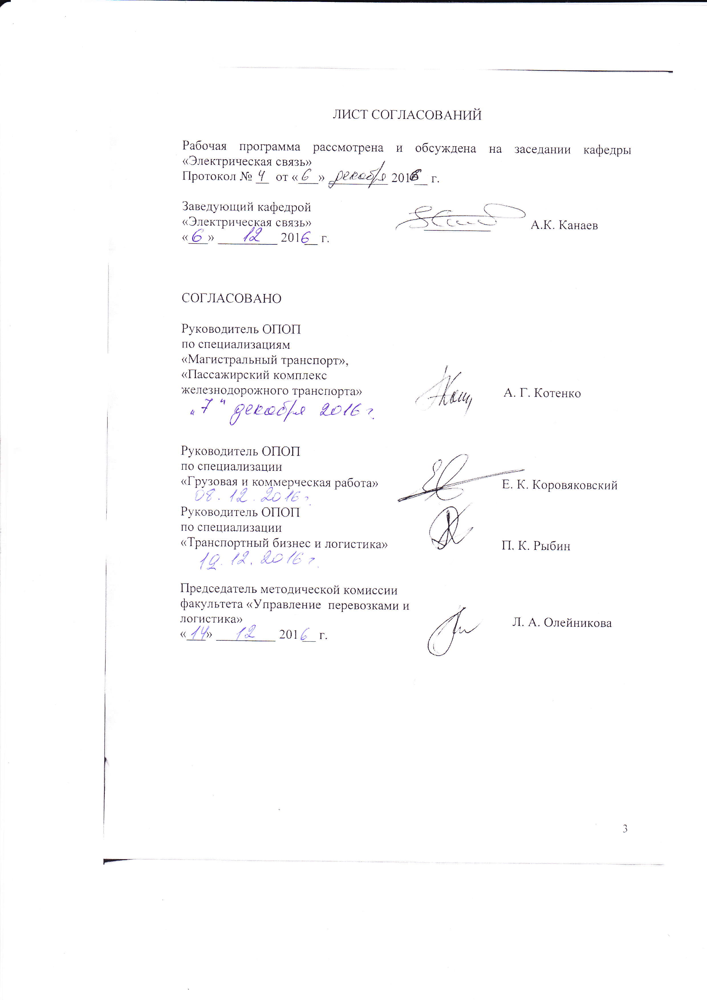 ЛИСТ СОГЛАСОВАНИЙ
Рабочая программа рассмотрена и обсуждена на заседании кафедры
«Электрическая связь»
Протокол № 4 от «6» декабря 2016 г.
Заведующий кафедрой
«Электрическая связь» А.К. Канаев
«6» 12 2016 г.
СОГЛАСОВАНО
Руководитель ОПОП
по специализациям
«Магистральный транспорт»,
«Пассажирский комплекс
железнодорожного транспорта» А. Г. Котенко
„7" декабря 2016 г.
Руководитель ОПОП
по специализации
«Грузовая и коммерческая работа» Е. К. Коровяковский
08.12.2016 г.
Руководитель ОПОП
по специализации
«Транспортный бизнес и логистика» П. К. Рыбин
12.2016 г.
Председатель методической комиссии
факультета «Управление перевозками и
логистика» Л. А. Олейникова
«14» 12 2016 г.
3